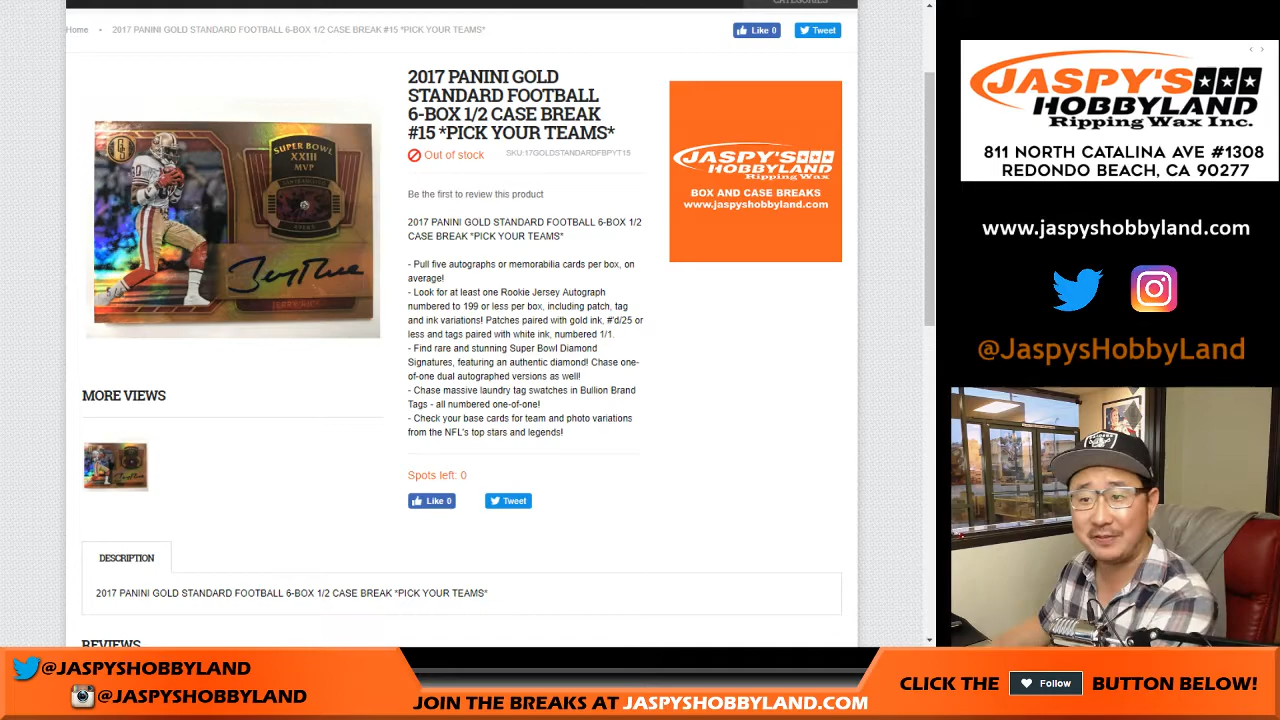 CATEGORIES
Home • 2017 PANINI GOLD STANDARD FOOTBALL 6-BOX 1/2 CASE BREAK #15 *PICK YOUR TEAMS*
Like 0
Tweet
2017 PANINI GOLD
STANDARD FOOTBALL
6-BOX 1/2 CASE BREAK
#15 *PICK YOUR TEAMS*
Out of stock
SKU:17GOLDSTANDARDFBPYT15
Be the first to review this product
2017 PANINI GOLD STANDARD FOOTBALL 6-BOX 1/2
CASE BREAK *PICK YOUR TEAMS*
- Pull five autographs or memorabilia cards per box, on
average!
- Look for at least one Rookie Jersey Autograph
numbered to 199 or less per box, including patch, tag
and ink variations! Patches paired with gold ink, #'d/25 or
less and tags paired with white ink, numbered 1/1.
- Find rare and stunning Super Bowl Diamond
Signatures, featuring an authentic diamond! Chase one-
of-one dual autographed versions as well!
- Chase massive laundry tag swatches in Bullion Brand
Tags - all numbered one-of-one!
- Check your base cards for team and photo variations
from the NFL's top stars and legends!
Spots left: 0
Like 0
Tweet
SUPER BOWL
XXIII
MVP
Jerry Rice
JERRY RICE
MORE VIEWS
DESCRIPTION
2017 PANINI GOLD STANDARD FOOTBALL 6-BOX 1/2 CASE BREAK *PICK YOUR TEAMS*
REVIEWS
JASPY'S
HOBBYLAND
Ripping Wax
BOX AND CASE BREAKS
www.jaspyshobbyland.com
JASPY'S
HOBBYLAND
Ripping Wax Inc.
811 NORTH CATALINA AVE #1308
REDONDO BEACH, CA 90277
www.jaspyshobbyland.com
@JaspysHobbyLand
RAIDERS
@JASPYSHOBBYLAND
@JASPYSHOBBYLAND
JOIN THE BREAKS AT JASPYSHOBBYLAND.COM
CLICK THE
Follow
BUTTON BELOW!